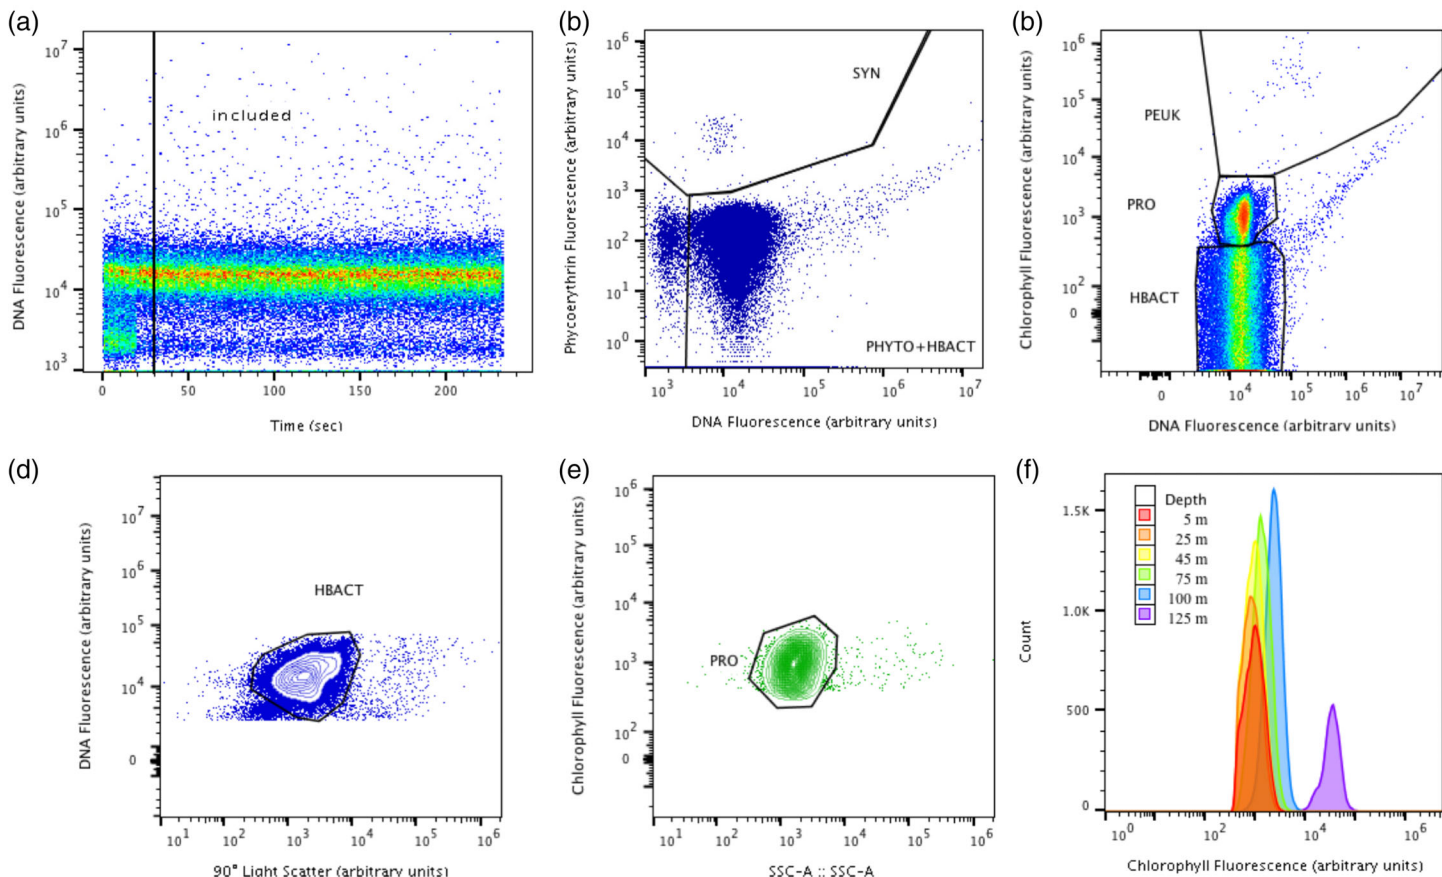 (a)
DNA Fluorescence (arbitrary units)
10^7
10^6
10^5
10^4
10^3
included
0 50 100 150 200
Time (sec)
(b)
Phycoerythrin Fluorescence (arbitrary units)
10^6
10^5
10^4
10^3
10^2
10^1
10^0
SYN
PHYTO+HBACT
10^3 10^4 10^5 10^6 10^7
DNA Fluorescence (arbitrary units)
(b)
Chlorophyll Fluorescence (arbitrary units)
10^6
10^5
10^4
10^3
10^2
0
PEUK
PRO
HBACT
0 10^4 10^5 10^6 10^7
DNA Fluorescence (arbitrary units)
(d)
DNA Fluorescence (arbitrary units)
10^7
10^6
10^5
10^4
0
HBACT
10^1 10^2 10^3 10^4 10^5 10^6
90° Light Scatter (arbitrary units)
(e)
Chlorophyll Fluorescence (arbitrary units)
10^6
10^5
10^4
10^3
10^2
0
PRO
10^1 10^2 10^3 10^4 10^5 10^6
SSC-A :: SSC-A
(f)
Count
1.5K
1.0K
500
0
Depth
5 m
25 m
45 m
75 m
100 m
125 m
10^0 10^2 10^4 10^6
Chlorophyll Fluorescence (arbitrary units)